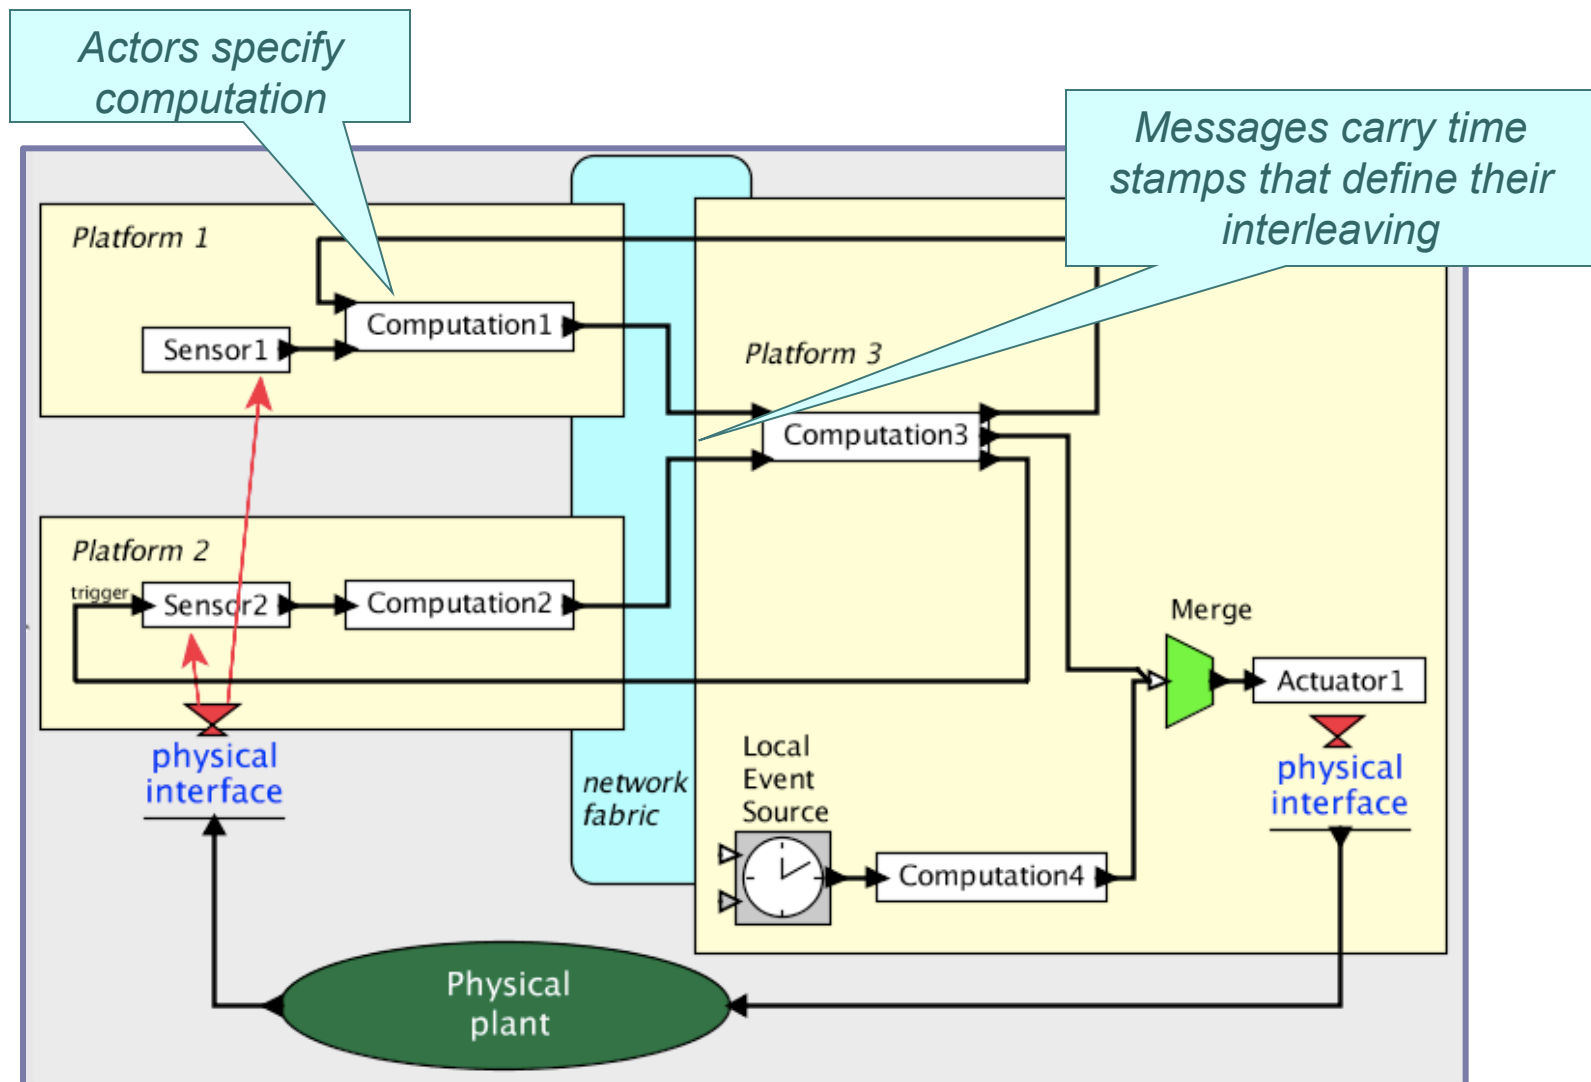 Actors specify
computation
Messages carry time
stamps that define their
interleaving
Platform 1
Computation1
Sensor1
Platform 3
Computation3
Platform 2
trigger
Sensor2
Computation2
Merge
Actuator1
physical
interface
network
fabric
Local
Event
Source
physical
interface
Computation4
Physical
plant